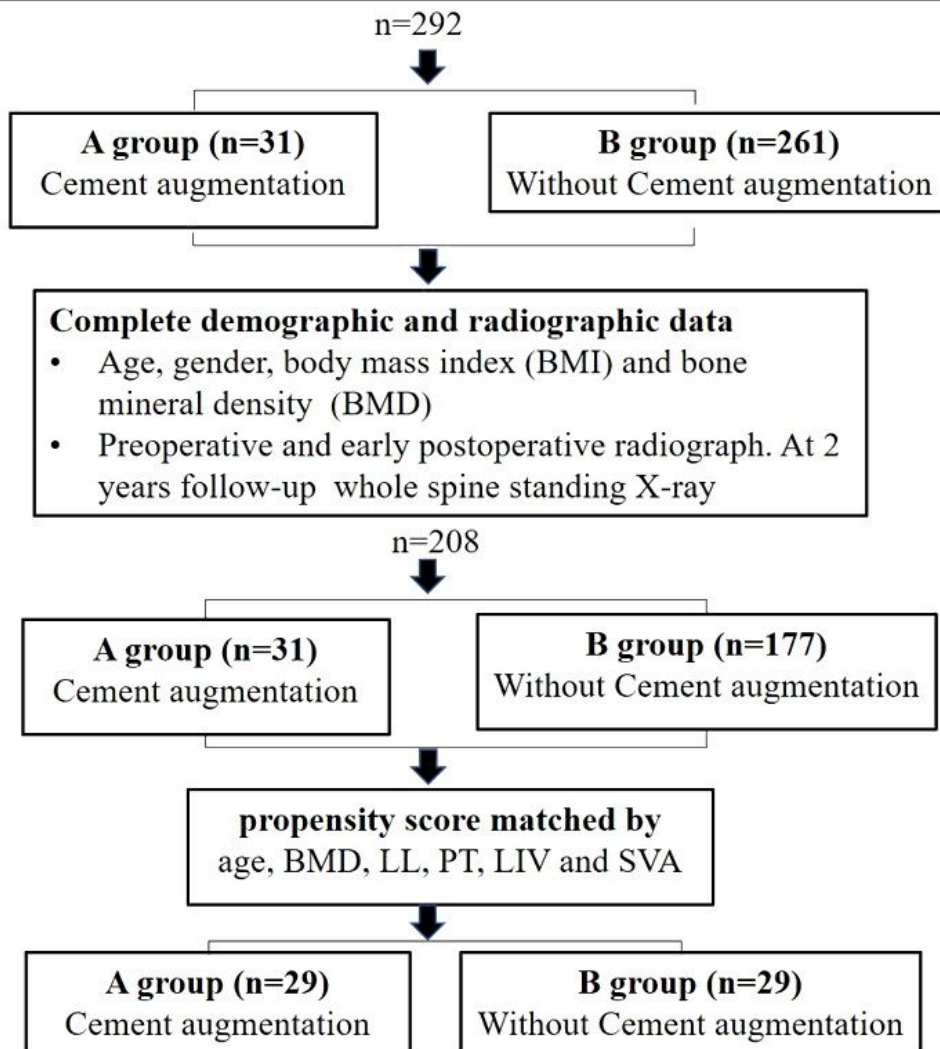 n=292
A group (n=31)
Cement augmentation
B group (n=261)
Without Cement augmentation
Complete demographic and radiographic data
• Age, gender, body mass index (BMI) and bone
mineral density (BMD)
• Preoperative and early postoperative radiograph. At 2
years follow-up whole spine standing X-ray
n=208
A group (n=31)
Cement augmentation
B group (n=177)
Without Cement augmentation
propensity score matched by
age, BMD, LL, PT, LIV and SVA
A group (n=29)
Cement augmentation
B group (n=29)
Without Cement augmentation